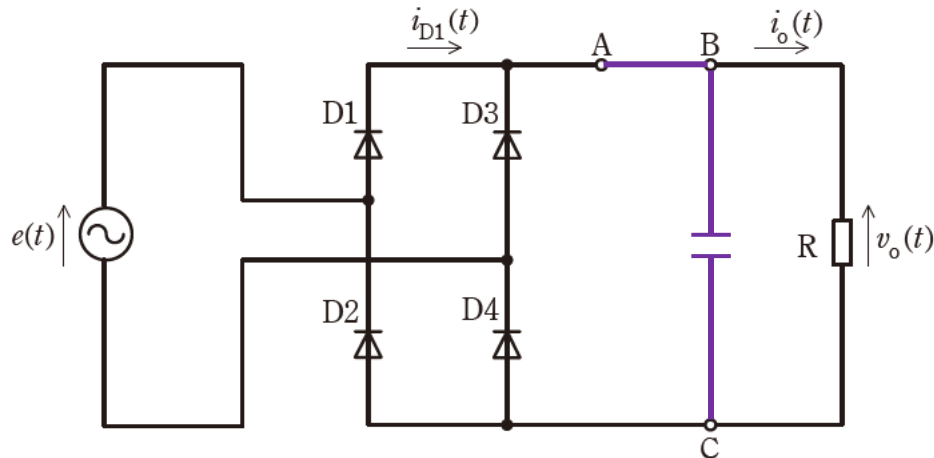 i_D1(t)
i_o(t)
A
B
D1
D3
e(t)
R
v_o(t)
D2
D4
C